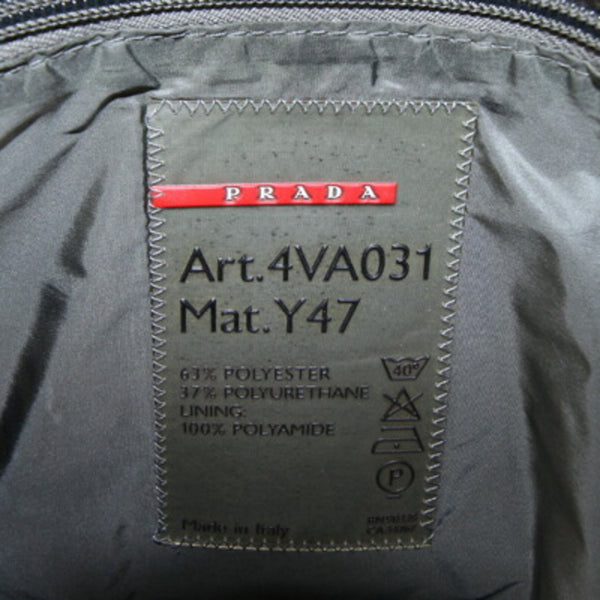 PRADA
Art.4VA031
Mat.Y47
63% POLYESTER
37% POLYURETHANE
LINING:
100% POLYAMIDE
40°
P
Made in Italy